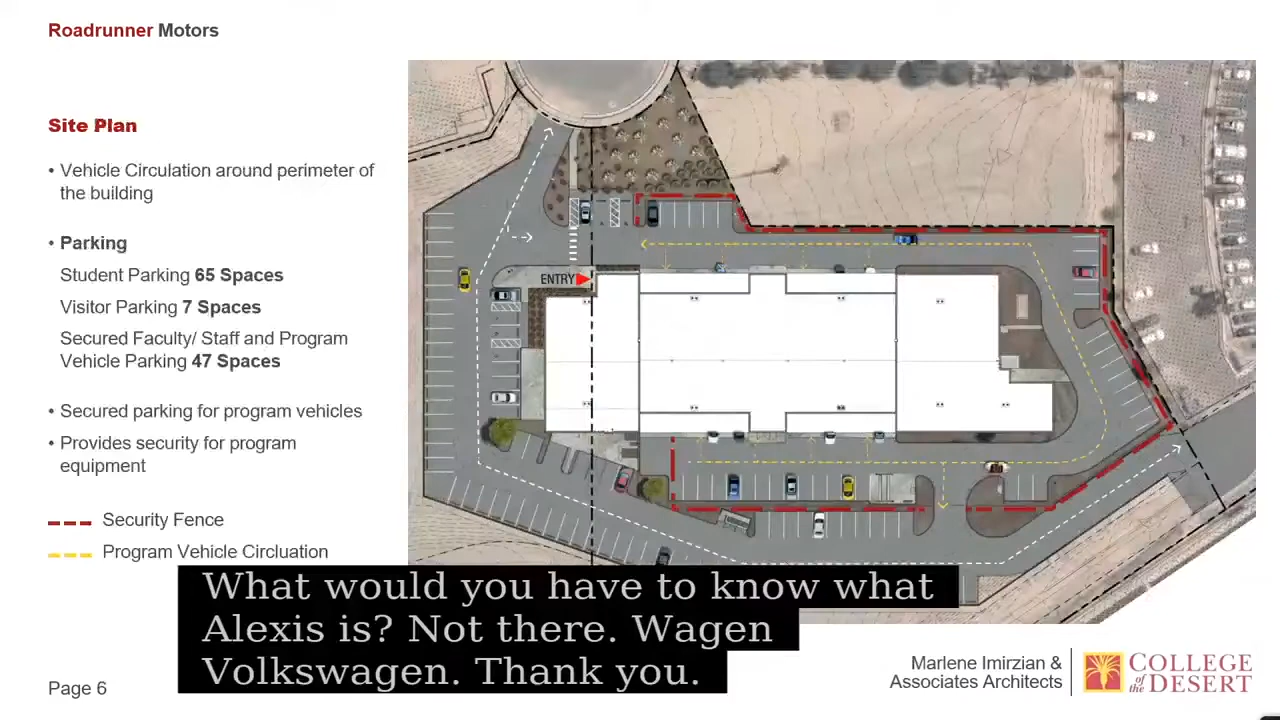 Roadrunner Motors
Site Plan
• Vehicle Circulation around perimeter of
the building
• Parking
Student Parking 65 Spaces
Visitor Parking 7 Spaces
Secured Faculty/ Staff and Program
Vehicle Parking 47 Spaces
• Secured parking for program vehicles
• Provides security for program
equipment
Security Fence
Program Vehicle Circluation
ENTRY
What would you have to know what
Alexis is? Not there. Wagen
Volkswagen. Thank you.
Page 6
Marlene Imirzian &
Associates Architects
COLLEGE
of the DESERT